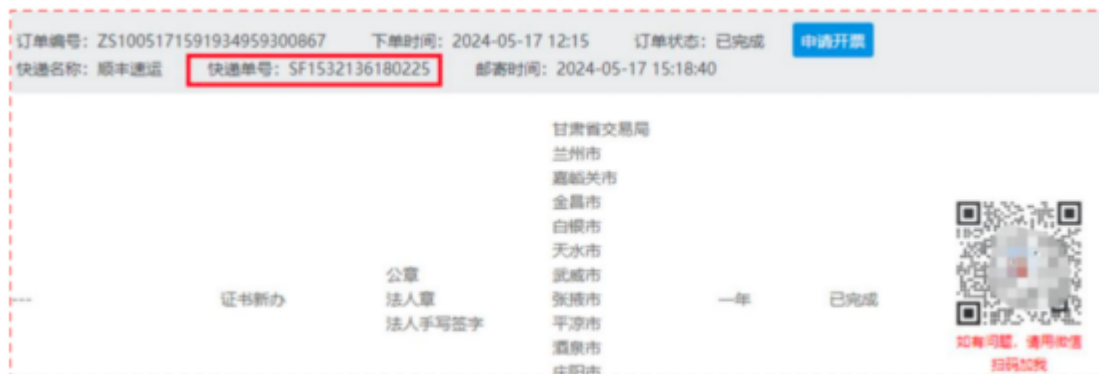 订单编号：ZS10051715919349593​00867 下单时间：2024-05-17 12:15 订单状态：已完成 申请开票
快递名称：顺丰速运 快递单号：SF1532136180225 邮寄时间：2024-05-17 15:18:40
甘肃省交易局
兰州市
嘉峪关市
金昌市
白银市
天水市
公章 武威市
--- 证书新办 法人章 张掖市 一年 已完成
法人手写签字 平凉市
酒泉市
庆阳市
如有问题，请用微信
扫码加我